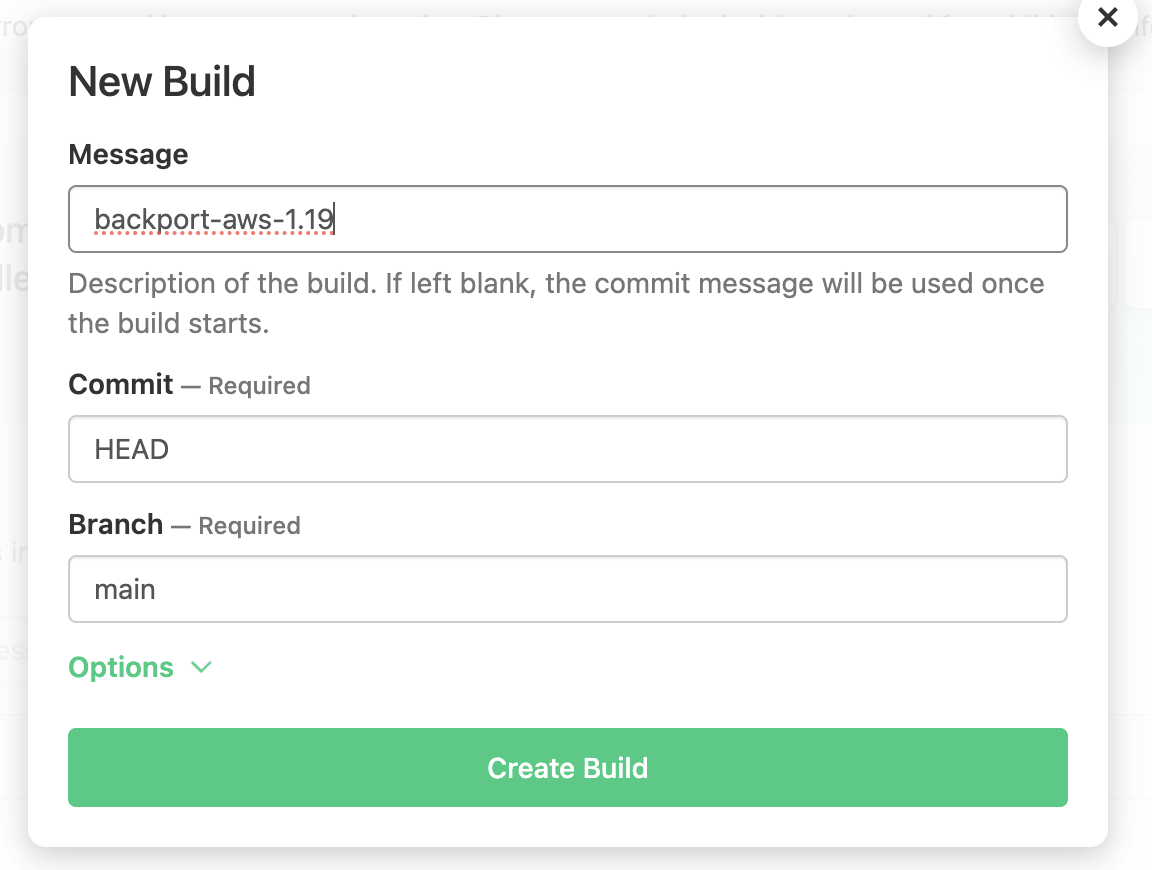 New Build
Message
backport-aws-1.19
Description of the build. If left blank, the commit message will be used once
the build starts.
Commit — Required
HEAD
Branch — Required
main
Options
Create Build